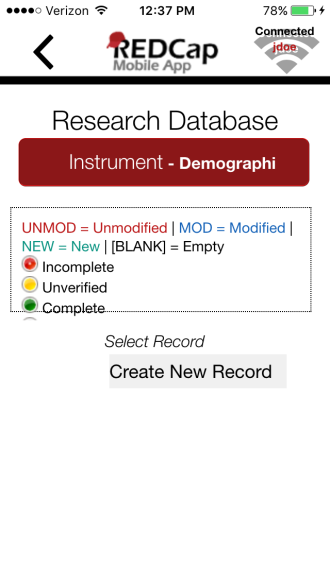 Verizon 12:37 PM 78%
Connected
jdoe
REDCap
Mobile App
Research Database
Instrument - Demographi
UNMOD = Unmodified | MOD = Modified |
NEW = New | [BLANK] = Empty
Incomplete
Unverified
Complete
Select Record
Create New Record